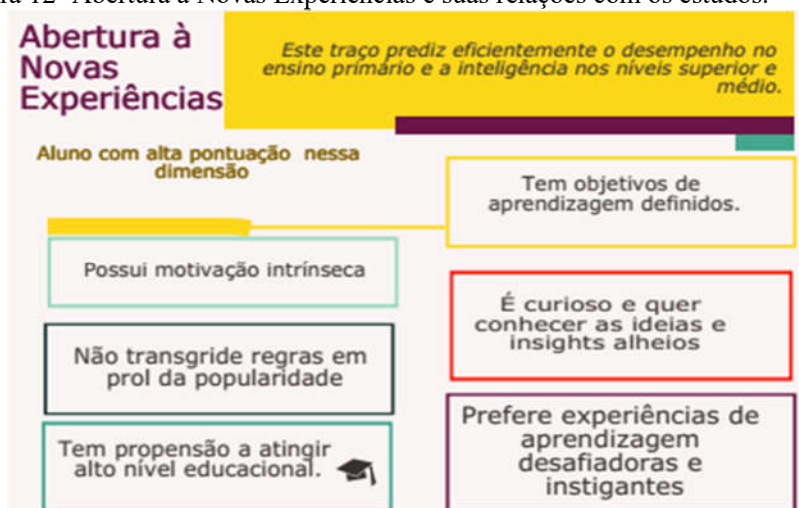 12- Abertura à Novas Experiências e suas relações com os estudos.
Abertura à
Novas
Experiências
Este traço prediz eficientemente o desempenho no
ensino primário e a inteligência nos níveis superior e
médio.
Aluno com alta pontuação nessa
dimensão
Tem objetivos de
aprendizagem definidos.
Possui motivação intrínseca
É curioso e quer
conhecer as ideias e
insights alheios
Não transgride regras em
prol da popularidade
Prefere experiências de
aprendizagem
desafiadoras e
instigantes
Tem propensão a atingir
alto nível educacional.